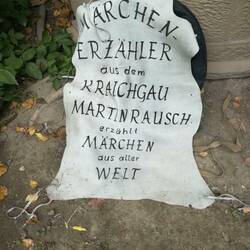 MÄRCHEN-
ERZÄHLER
aus dem
KRAICHGAU
MARTIN RAUSCH
erzählt
MÄRCHEN
aus aller
WELT